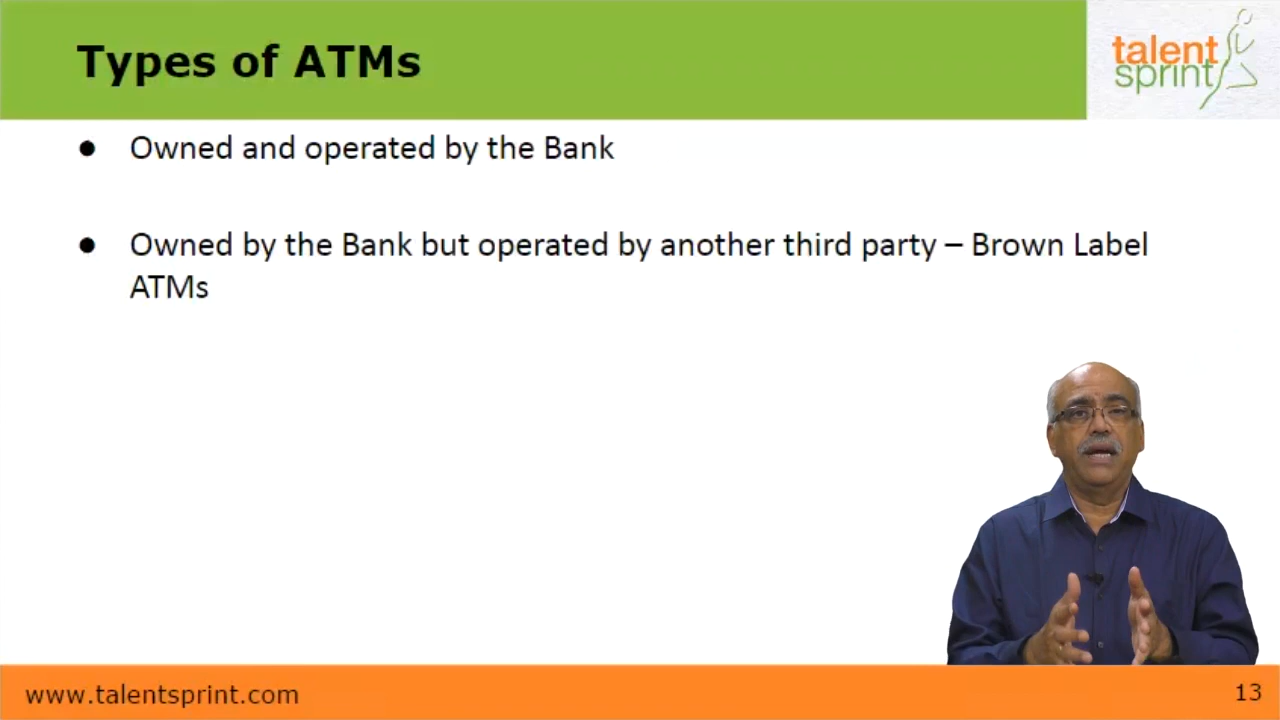 Types of ATMs
talent
sprint
● Owned and operated by the Bank
● Owned by the Bank but operated by another third party – Brown Label
ATMs
www.talentsprint.com
13